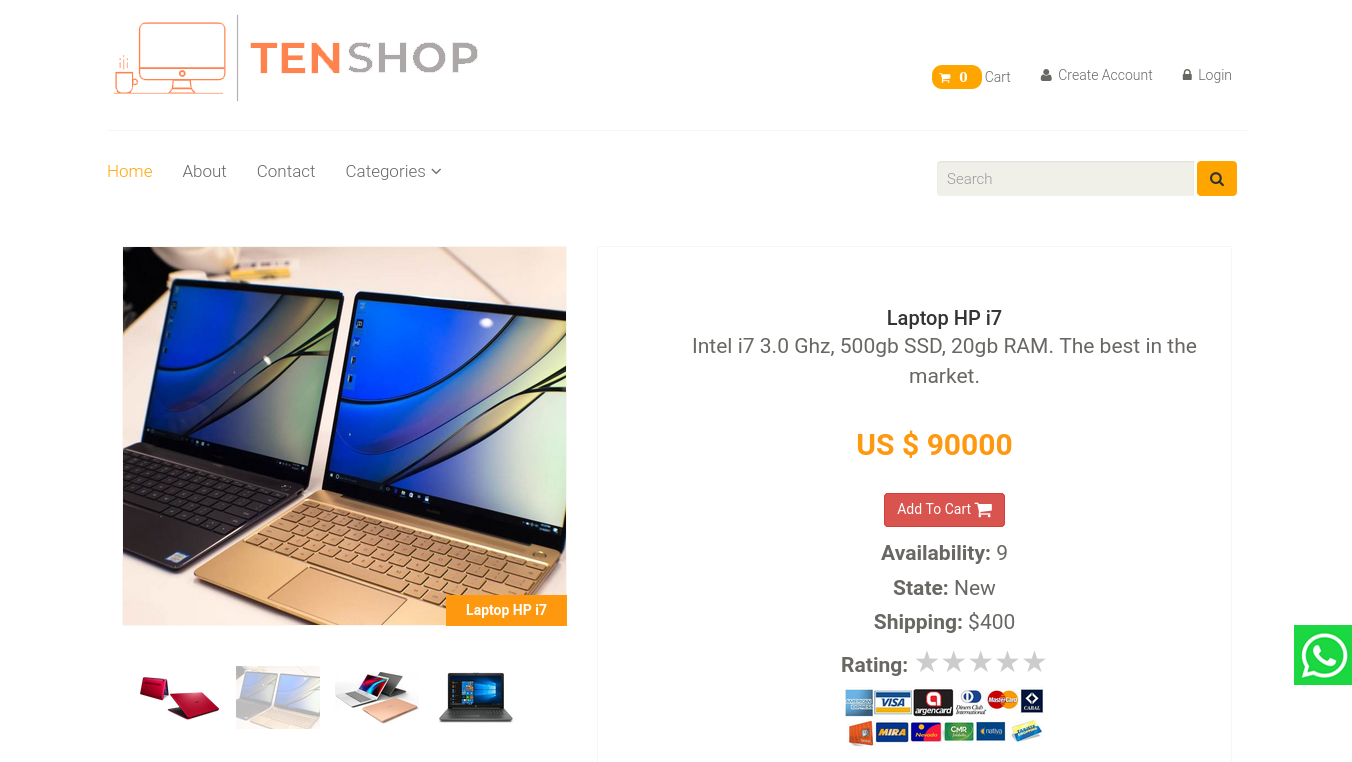 TENSHOP
0 Cart
Create Account
Login
Home
About
Contact
Categories
Search
Laptop HP i7
Laptop HP i7
Intel i7 3.0 Ghz, 500gb SSD, 20gb RAM. The best in the
market.
US $ 90000
Add To Cart
Availability: 9
State: New
Shipping: $400
Rating:
VISA
argencard
Diners Club
International
MasterCard
CABAL
MIRA
Nevada
CMR
nativa